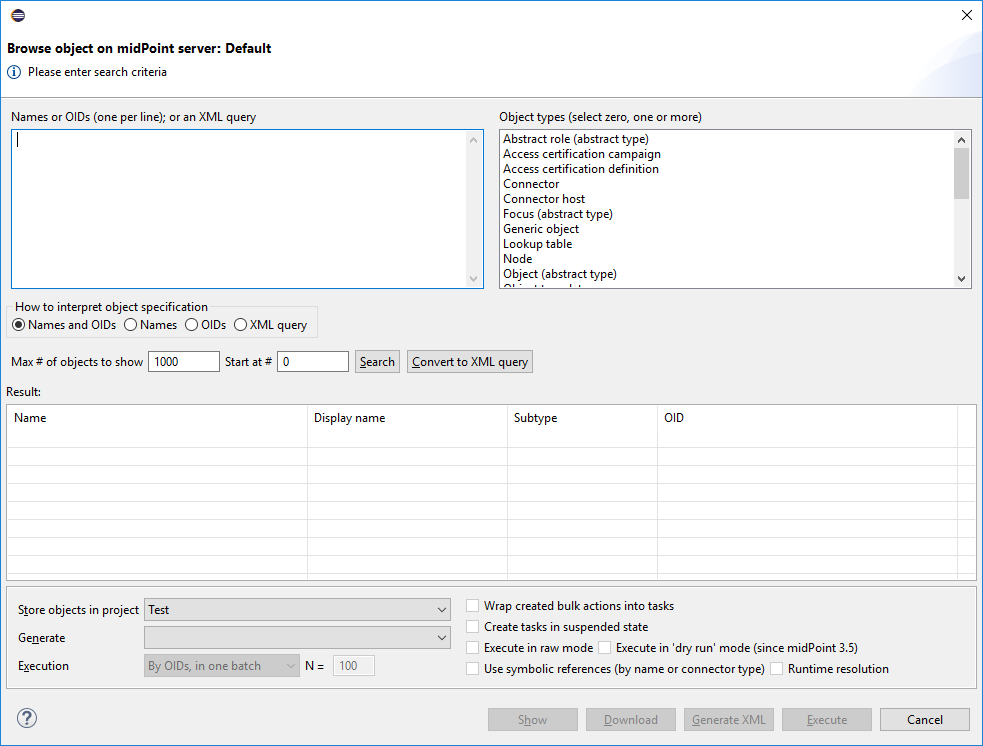 Browse object on midPoint server: Default
Please enter search criteria
Names or OIDs (one per line); or an XML query
Object types (select zero, one or more)
Abstract role (abstract type)
Access certification campaign
Access certification definition
Connector
Connector host
Focus (abstract type)
Generic object
Lookup table
Node
Object (abstract type)
How to interpret object specification
Names and OIDs Names OIDs XML query
Max # of objects to show 1000 Start at # 0 Search Convert to XML query
Result:
Name Display name Subtype OID
Store objects in project Test
Generate
Execution By OIDs, in one batch N = 100
Wrap created bulk actions into tasks
Create tasks in suspended state
Execute in raw mode Execute in 'dry run' mode (since midPoint 3.5)
Use symbolic references (by name or connector type) Runtime resolution
? Show Download Generate XML Execute Cancel